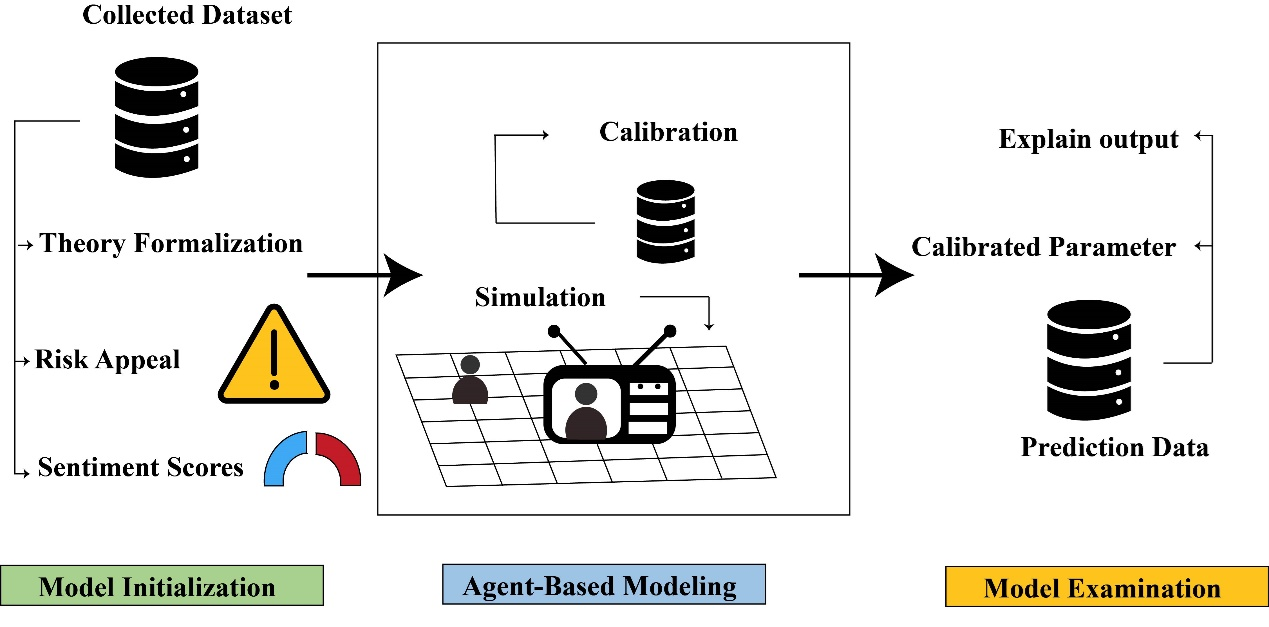 Collected Dataset
Theory Formalization
Risk Appeal
Sentiment Scores
Model Initialization
Calibration
Simulation
Agent-Based Modeling
Explain output
Calibrated Parameter
Prediction Data
Model Examination